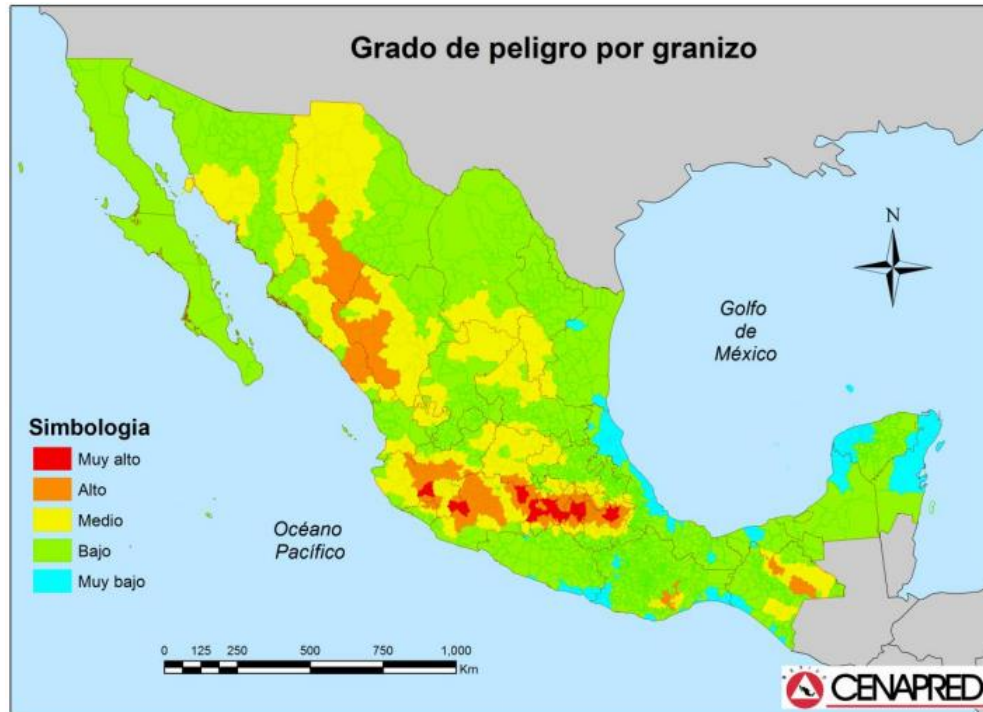 Grado de peligro por granizo
N
Golfo
de
México
Simbologia
Muy alto
Alto
Medio
Bajo
Muy bajo
Océano
Pacífico
0 125 250 500 750 1,000
Km
CENAPRED